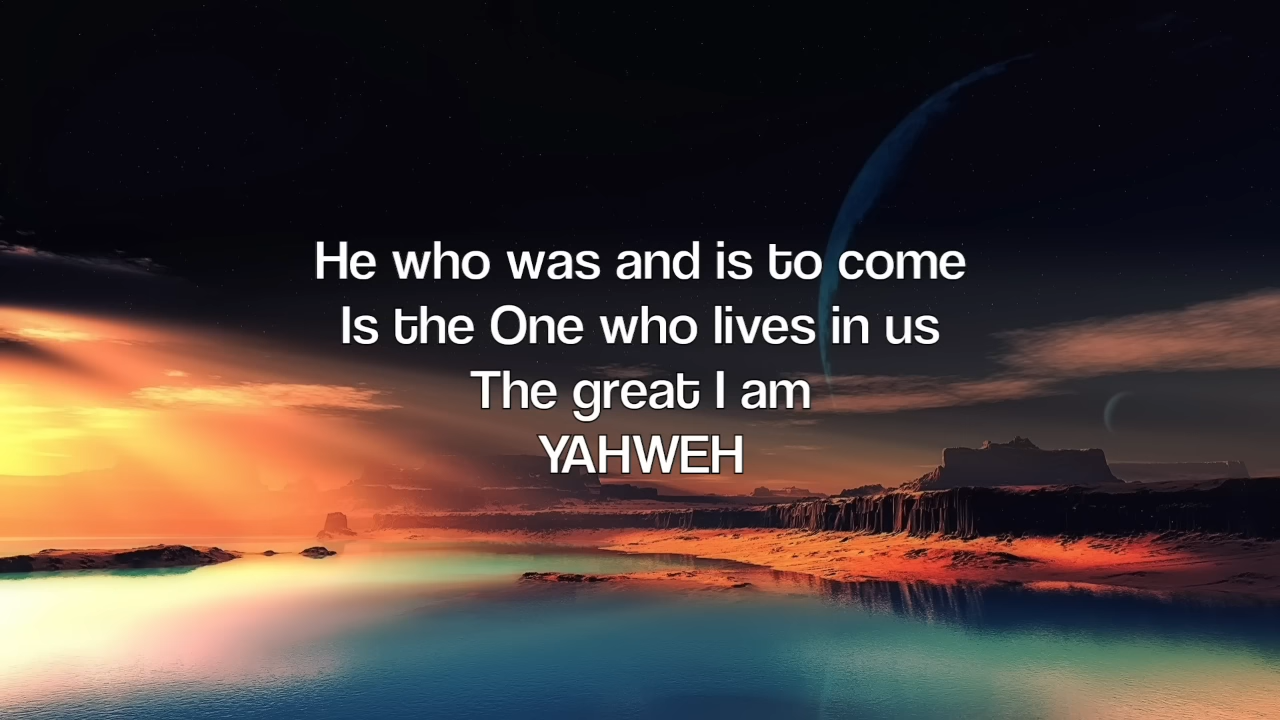 He who was and is to come
Is the One who lives in us
The great I am
YAHWEH